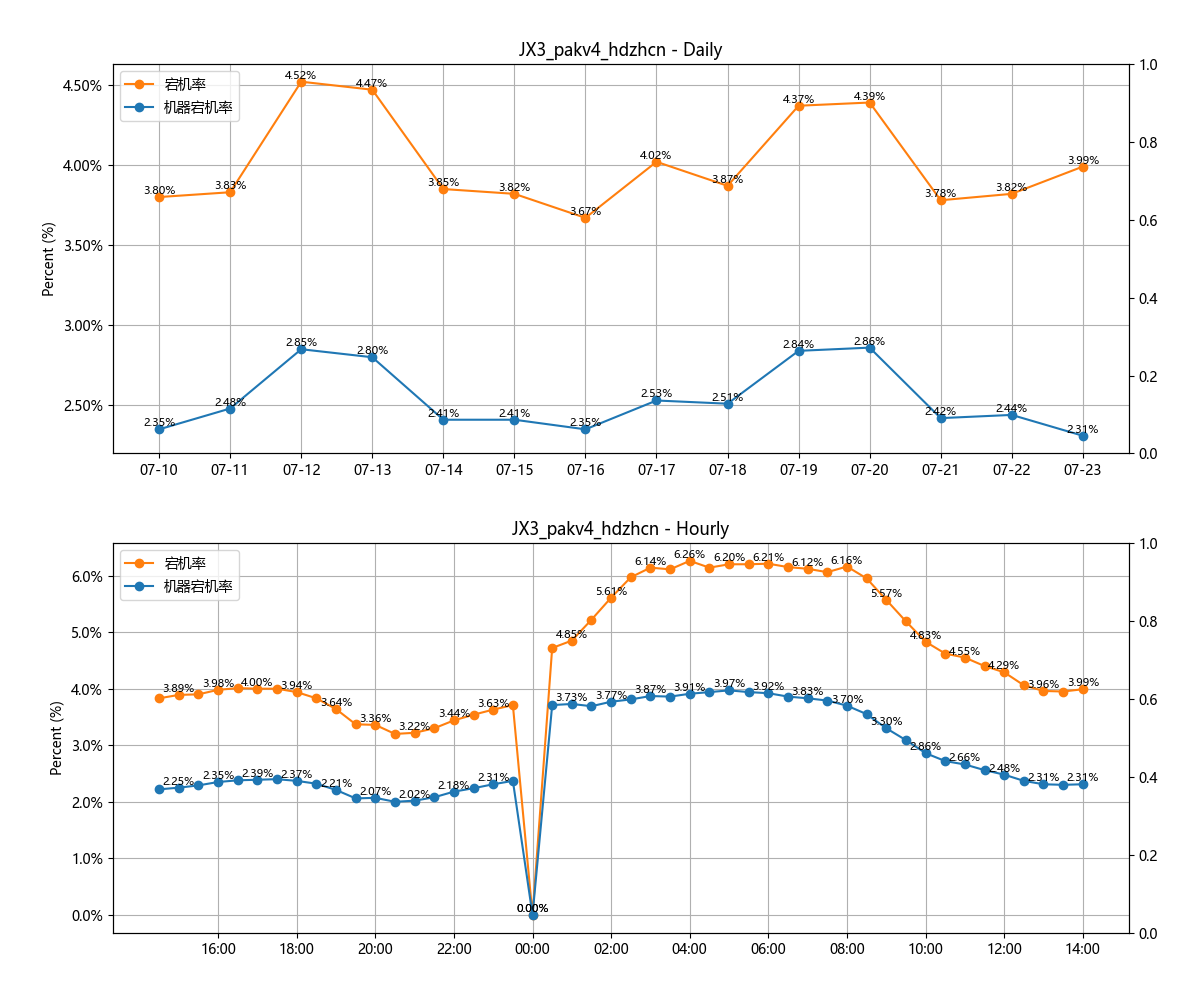 JX3_pakv4_hdzhcn - Daily
宕机率
机器宕机率
Percent (%)
4.50%
4.00%
3.50%
3.00%
2.50%
1.0
0.8
0.6
0.4
0.2
0.0
3.80% 3.83% 4.52% 4.47% 3.85% 3.82% 3.67% 4.02% 3.87% 4.37% 4.39% 3.78% 3.82% 3.99%
2.35% 2.48% 2.85% 2.80% 2.41% 2.41% 2.35% 2.53% 2.51% 2.84% 2.86% 2.42% 2.44% 2.31%
07-10 07-11 07-12 07-13 07-14 07-15 07-16 07-17 07-18 07-19 07-20 07-21 07-22 07-23
JX3_pakv4_hdzhcn - Hourly
宕机率
机器宕机率
Percent (%)
6.0%
5.0%
4.0%
3.0%
2.0%
1.0%
0.0%
1.0
0.8
0.6
0.4
0.2
0.0
3.89% 3.98% 4.00% 3.94% 3.64% 3.36% 3.22% 3.44% 3.63% 0.00% 4.85% 5.61% 6.14% 6.26% 6.20% 6.21% 6.12% 6.16% 5.57% 4.83% 4.55% 4.29% 3.96% 3.99%
2.25% 2.35% 2.39% 2.37% 2.21% 2.07% 2.02% 2.18% 2.31% 0.00% 3.73% 3.77% 3.87% 3.91% 3.97% 3.92% 3.83% 3.70% 3.30% 2.86% 2.66% 2.48% 2.31% 2.31%
16:00 18:00 20:00 22:00 00:00 02:00 04:00 06:00 08:00 10:00 12:00 14:00